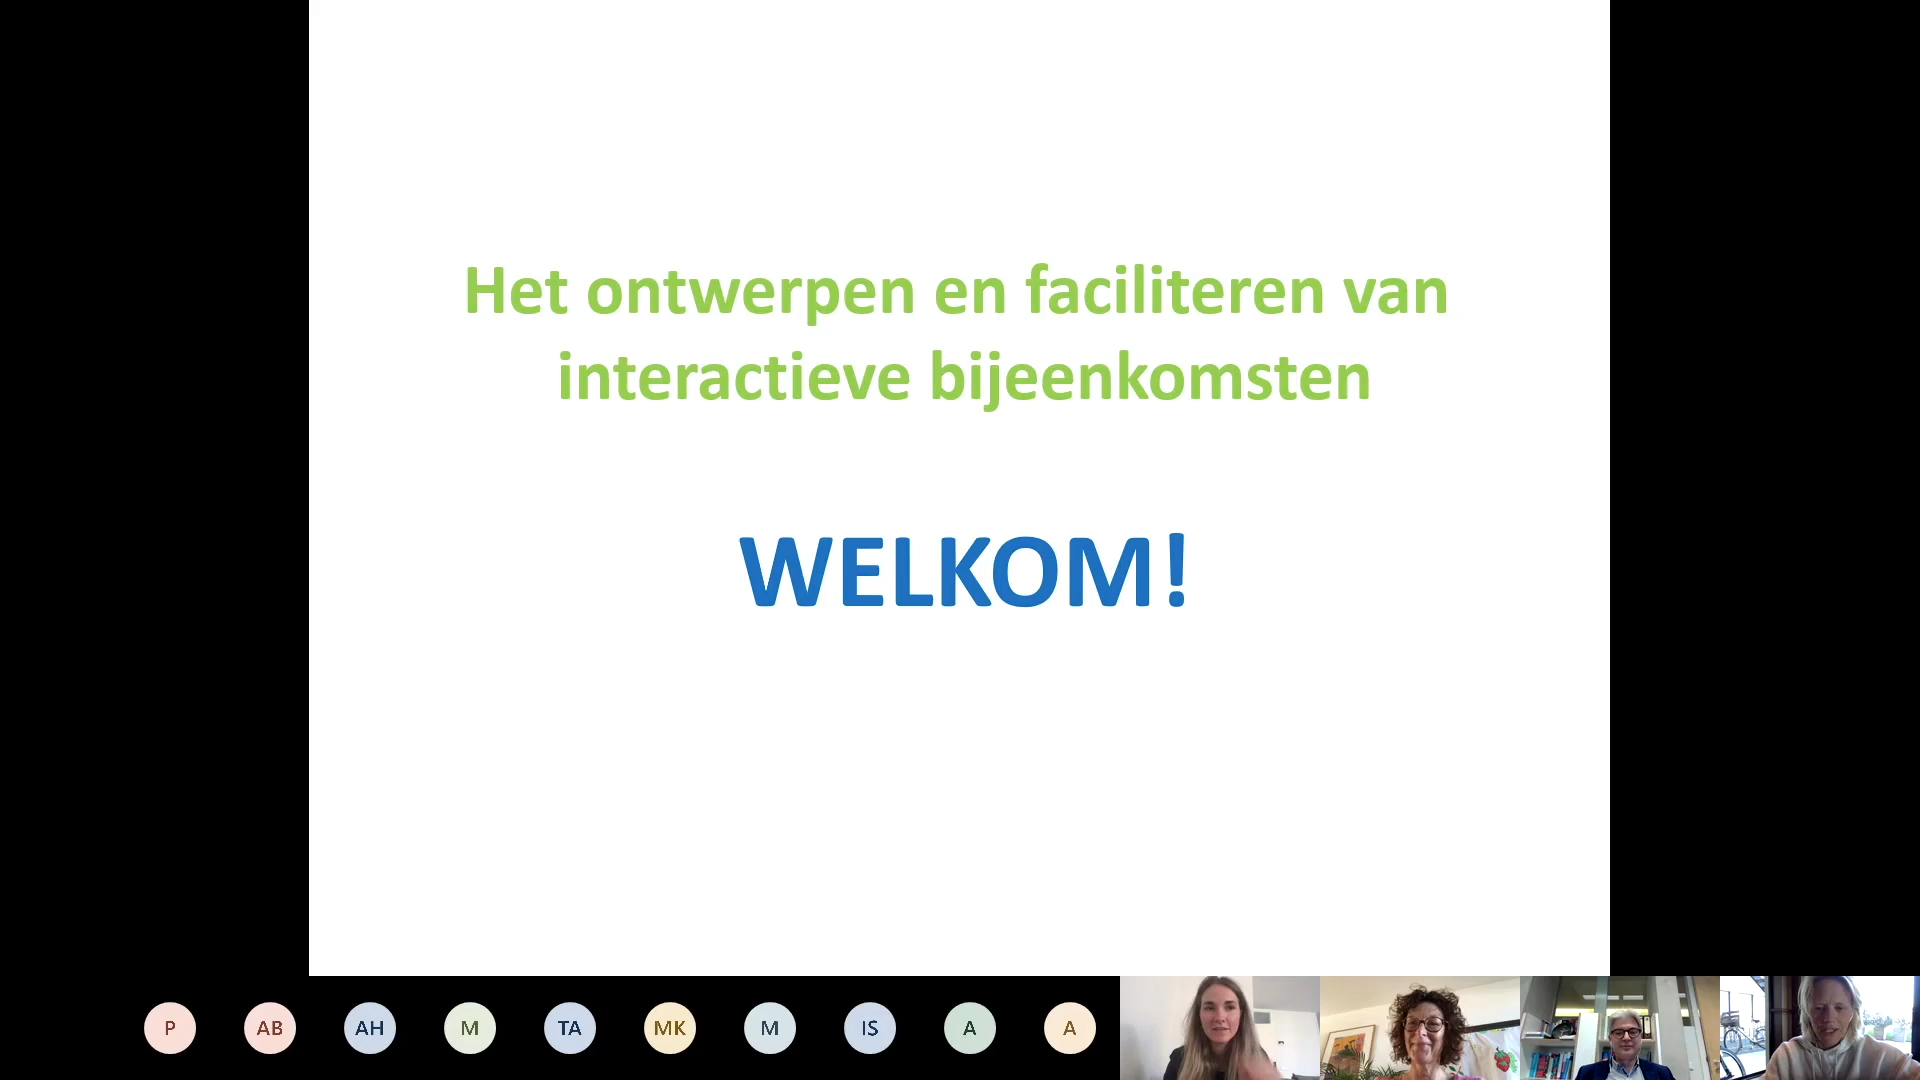 Het ontwerpen en faciliteren van
interactieve bijeenkomsten
WELKOM!
P AB AH M TA MK M IS A A